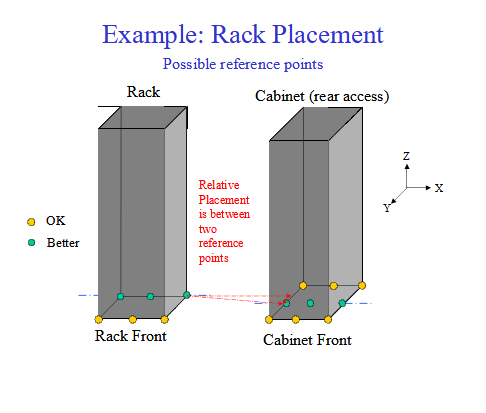 Example: Rack Placement
Possible reference points
Rack
Cabinet (rear access)
Z
X
Y
Relative
Placement
is between
two
reference
points
OK
Better
Rack Front
Cabinet Front